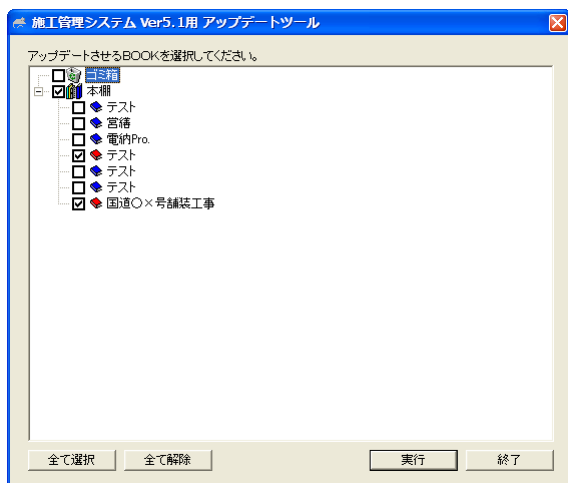 施工管理システム Ver5.1用 アップデートツール
アップデートさせるBOOKを選択してください。
ゴミ箱
本棚
テスト
営繕
電納Pro.
テスト
テスト
テスト
国道〇×号舗装工事
全て選択 全て解除 実行 終了